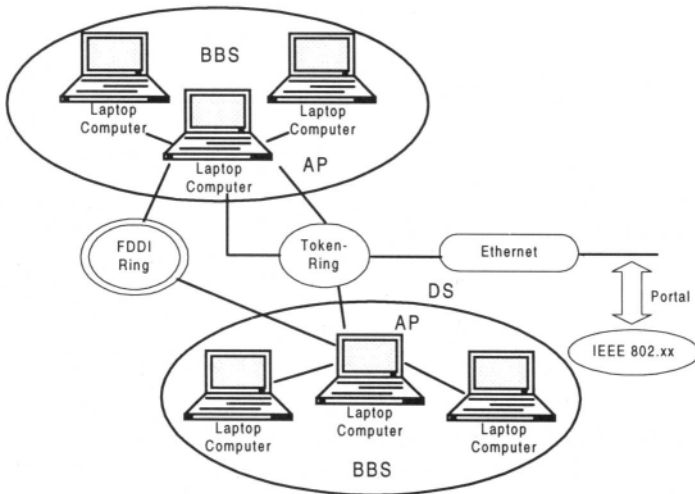 BBS
Laptop
Computer
Laptop
Computer
Laptop
Computer
AP
FDDI
Ring
Token-
Ring
Ethernet
DS
Portal
IEEE 802.xx
AP
Laptop
Computer
Laptop
Computer
Laptop
Computer
BBS